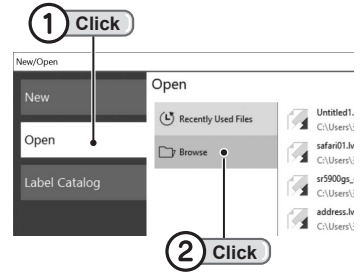 1 Click
New/Open
New
Open
Label Catalog
Open
Recently Used Files
Browse
Untitled1.
C:\Users\
safari01.lv
C:\Users\
sr5900gs_
C:\Users\
address.lv
C:\Users\
2 Click